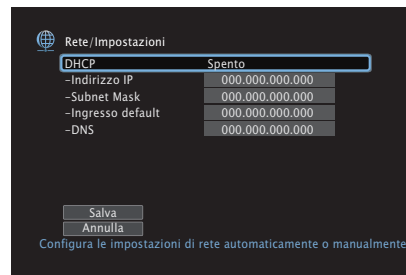 Rete/Impostazioni
DHCP Spento
–Indirizzo IP 000.000.000.000
–Subnet Mask 000.000.000.000
–Ingresso default 000.000.000.000
–DNS 000.000.000.000
Salva
Annulla
Configura le impostazioni di rete automaticamente o manualmente